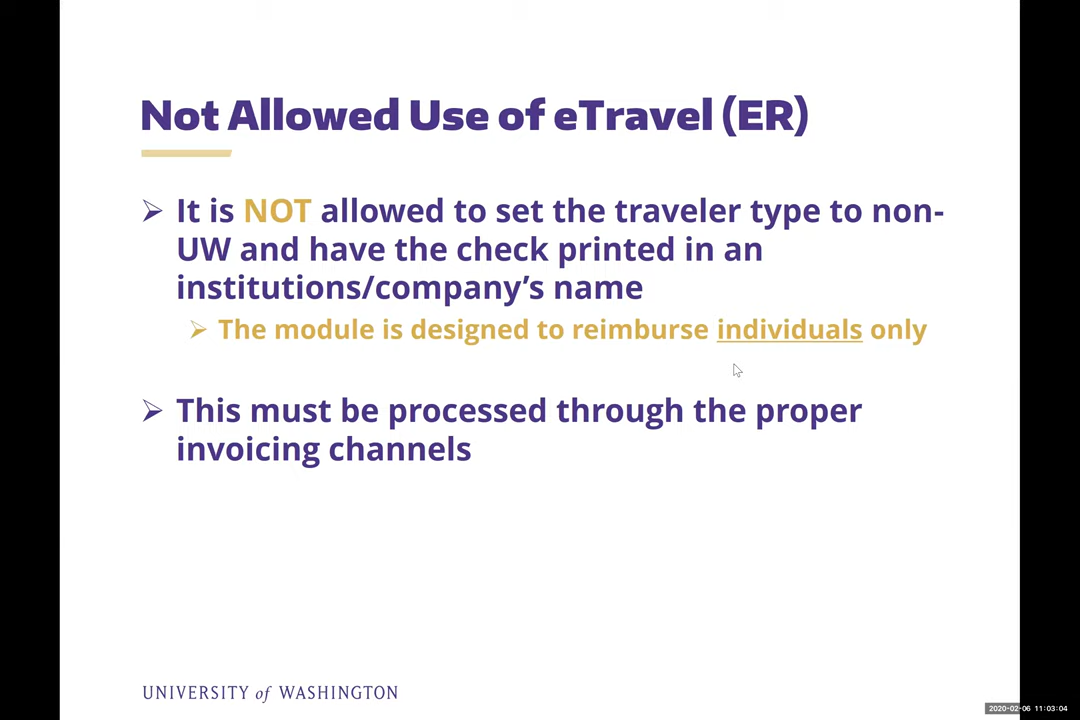 Not Allowed Use of eTravel (ER)
It is NOT allowed to set the traveler type to non-
UW and have the check printed in an
institutions/company’s name
The module is designed to reimburse individuals only
This must be processed through the proper
invoicing channels
UNIVERSITY of WASHINGTON
2020-02-06 11:03:04